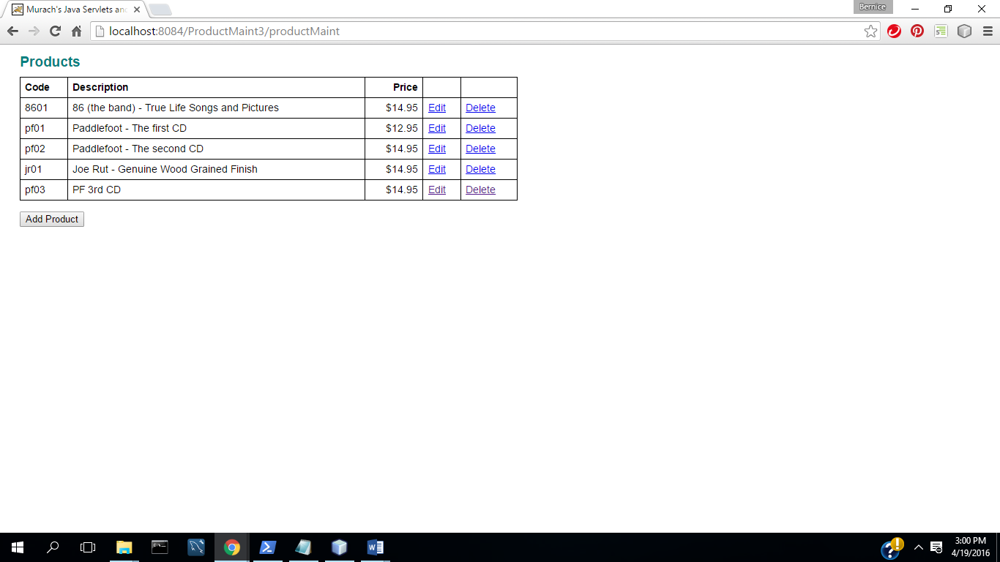 Murach's Java Servlets an
Bernice
localhost:8084/ProductMaint3/productMaint
Products
Code Description Price
8601 86 (the band) - True Life Songs and Pictures $14.95 Edit Delete
pf01 Paddlefoot - The first CD $12.95 Edit Delete
pf02 Paddlefoot - The second CD $14.95 Edit Delete
jr01 Joe Rut - Genuine Wood Grained Finish $14.95 Edit Delete
pf03 PF 3rd CD $14.95 Edit Delete
Add Product
3:00 PM
4/19/2016